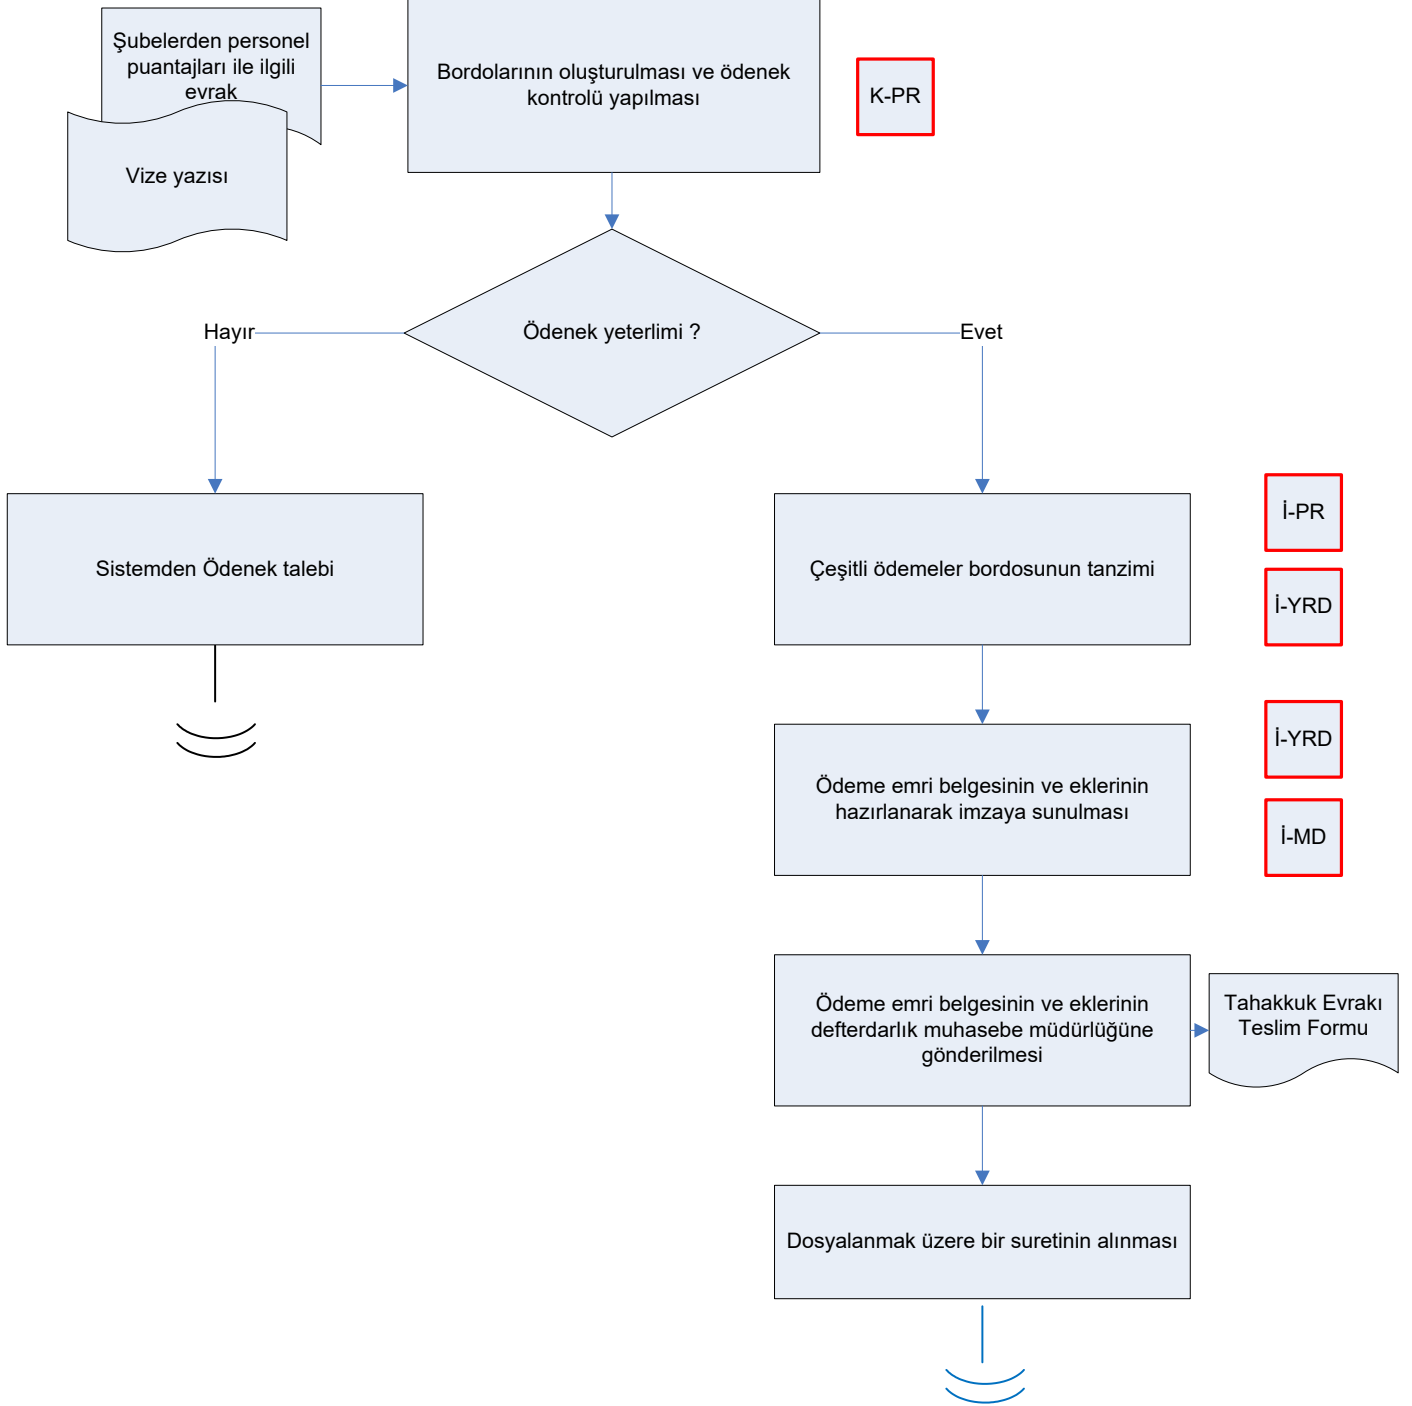 Şubelerden personel
puantajları ile ilgili
evrak
Vize yazısı
Bordolarının oluşturulması ve ödenek
kontrolü yapılması
K-PR
Ödenek yeterlimi ?
Hayır
Evet
Sistemden Ödenek talebi
Çeşitli ödemeler bordosunun tanzimi
İ-PR
İ-YRD
Ödeme emri belgesinin ve eklerinin
hazırlanarak imzaya sunulması
İ-YRD
İ-MD
Ödeme emri belgesinin ve eklerinin
defterdarlık muhasebe müdürlüğüne
gönderilmesi
Tahakkuk Evrakı
Teslim Formu
Dosyalanmak üzere bir suretinin alınması